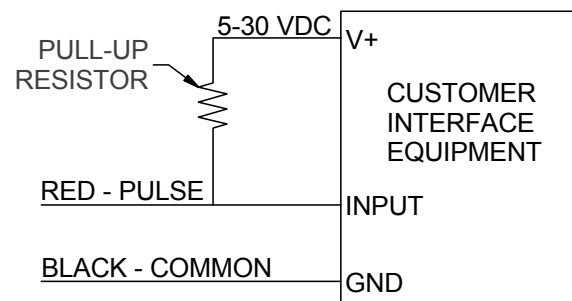 5-30 VDC
V+
PULL-UP
RESISTOR
CUSTOMER
INTERFACE
EQUIPMENT
RED - PULSE
INPUT
BLACK - COMMON
GND